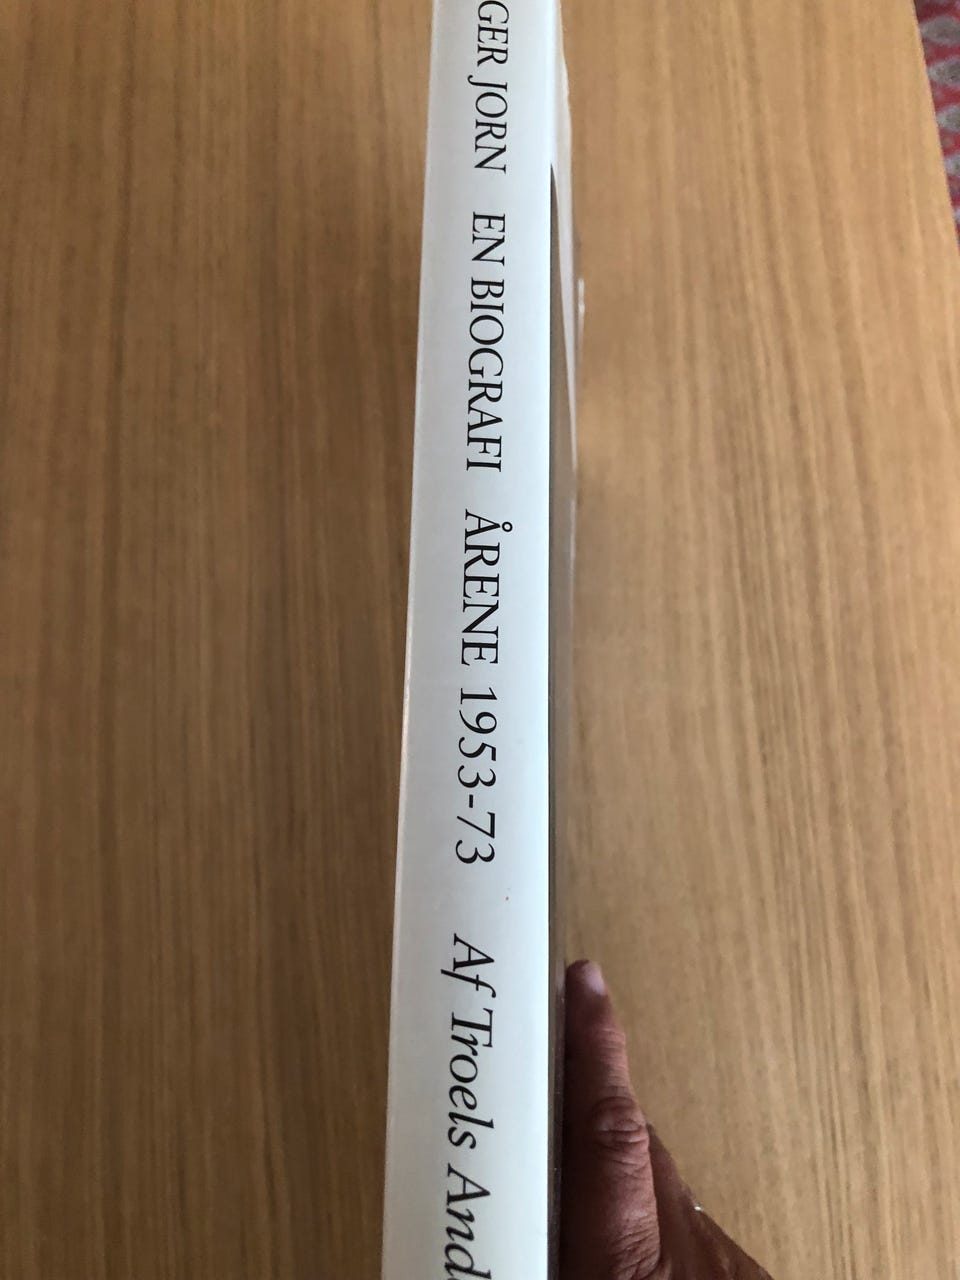 GER JORN EN BIOGRAFI ÅRENE 1953-73 Af Troels And